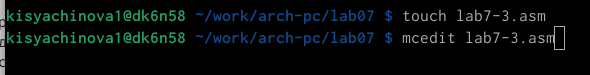 kisyachinova1@dk6n58 ~/work/arch-pc/lab07 $ touch lab7-3.asm
kisyachinova1@dk6n58 ~/work/arch-pc/lab07 $ mcedit lab7-3.asm